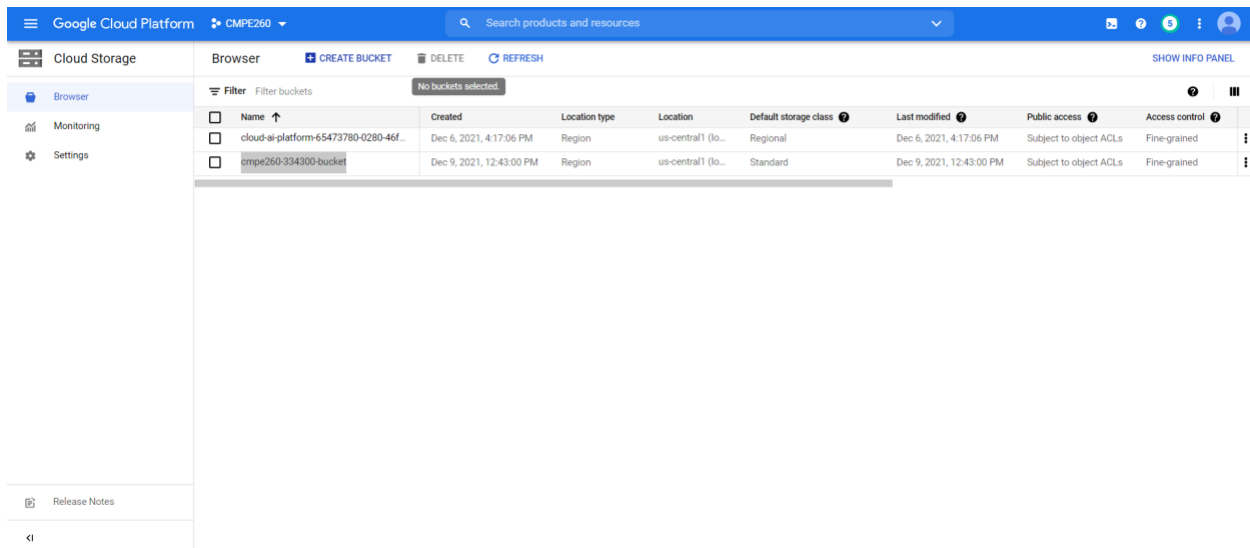 Google Cloud Platform CMPE260 Search products and resources 5
Cloud Storage Browser CREATE BUCKET DELETE REFRESH SHOW INFO PANEL
Browser
Monitoring
Settings
Filter Filter buckets No buckets selected.
Name Created Location type Location Default storage class Last modified Public access Access control
cloud-ai-platform-65473780-0280-46f... Dec 6, 2021, 4:17:06 PM Region us-central1 (lo... Regional Dec 6, 2021, 4:17:06 PM Subject to object ACLs Fine-grained
cmpe260-334300-bucket Dec 9, 2021, 12:43:00 PM Region us-central1 (lo... Standard Dec 9, 2021, 12:43:00 PM Subject to object ACLs Fine-grained
Release Notes